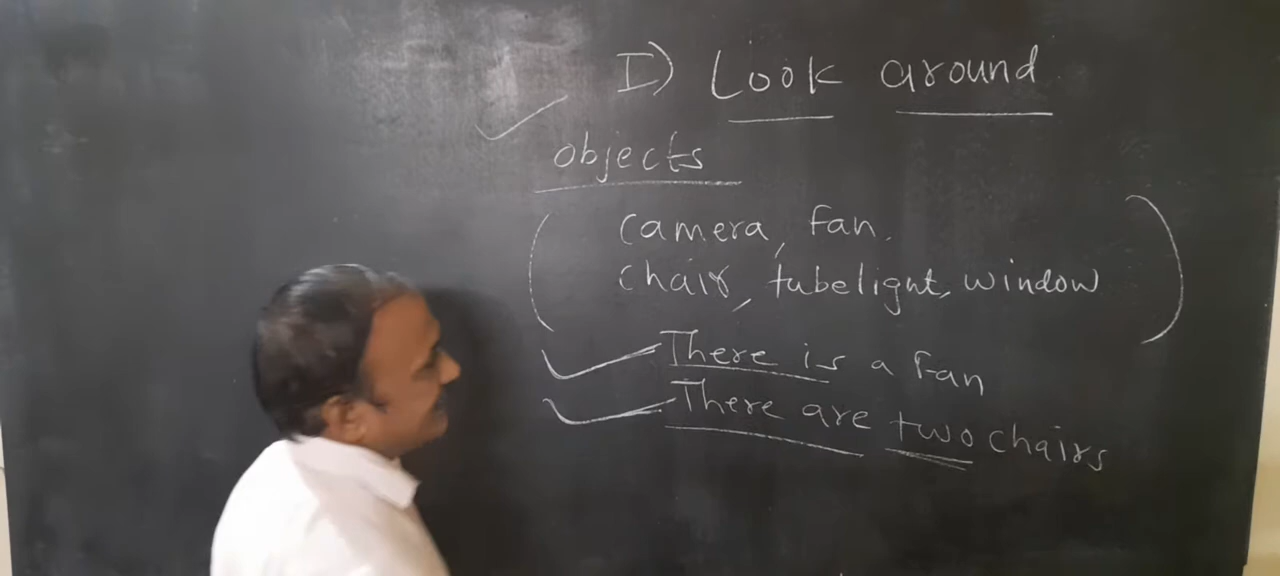 I) Look around
objects
camera, fan.
chair, tubelight, window
There is a Fan
There are two chairs